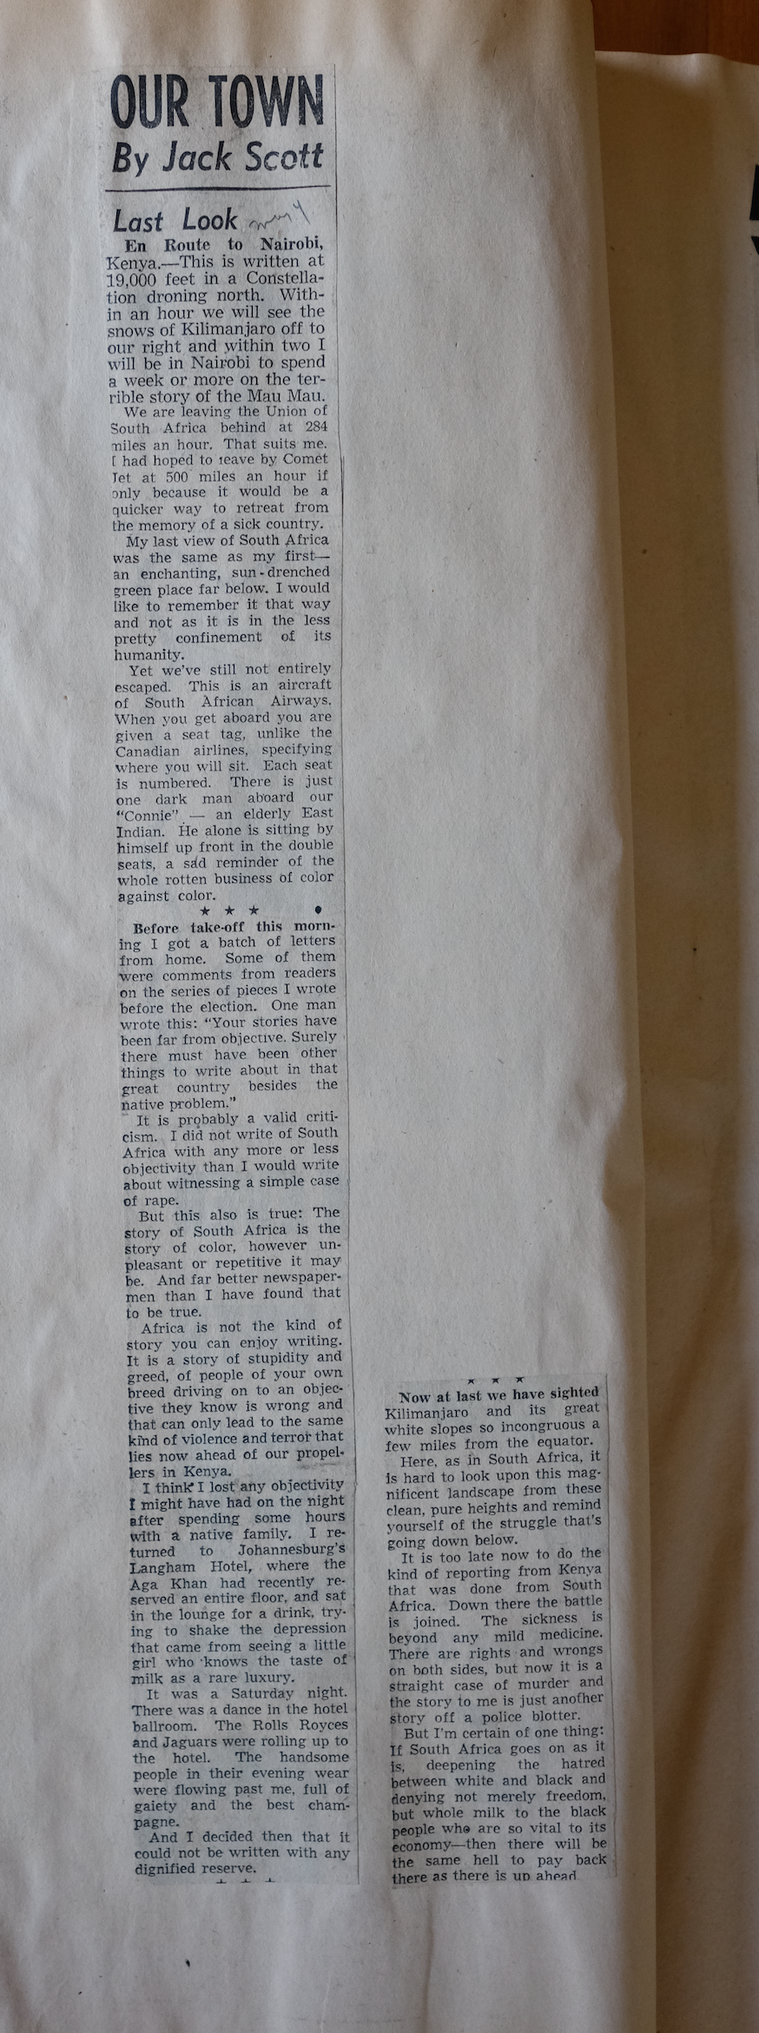 OUR TOWN
By Jack Scott
Last Look
En Route to Nairobi,
Kenya.—This is written at
19,000 feet in a Constella-
tion droning north. With-
in an hour we will see the
snows of Kilimanjaro off to
our right and within two I
will be in Nairobi to spend
a week or more on the ter-
rible story of the Mau Mau.
We are leaving the Union of
South Africa behind at 284
miles an hour. That suits me.
I had hoped to leave by Comet
Jet at 500 miles an hour if
only because it would be a
quicker way to retreat from
the memory of a sick country.
My last view of South Africa
was the same as my first—
an enchanting, sun-drenched
green place far below. I would
like to remember it that way
and not as it is in the less
pretty confinement of its
humanity.
Yet we've still not entirely
escaped. This is an aircraft
of South African Airways.
When you get aboard you are
given a seat tag, unlike the
Canadian airlines, specifying
where you will sit. Each seat
is numbered. There is just
one dark man aboard our
"Connie" — an elderly East
Indian. He alone is sitting by
himself up front in the double
seats, a sad reminder of the
whole rotten business of color
against color.
★ ★ ★
Before take-off this morn-
ing I got a batch of letters
from home. Some of them
were comments from readers
on the series of pieces I wrote
before the election. One man
wrote this: "Your stories have
been far from objective. Surely
there must have been other
things to write about in that
great country besides the
native problem."
It is probably a valid criti-
cism. I did not write of South
Africa with any more or less
objectivity than I would write
about witnessing a simple case
of rape.
But this also is true: The
story of South Africa is the
story of color, however un-
pleasant or repetitive it may
be. And far better newspaper-
men than I have found that
to be true.
Africa is not the kind of
story you can enjoy writing.
It is a story of stupidity and
greed, of people of your own
breed driving on to an objec-
tive they know is wrong and
that can only lead to the same
kind of violence and terror that
lies now ahead of our propel-
lers in Kenya.
I think I lost any objectivity
I might have had on the night
after spending some hours
with a native family. I re-
turned to Johannesburg's
Langham Hotel, where the
Aga Khan had recently re-
served an entire floor, and sat
in the lounge for a drink, try-
ing to shake the depression
that came from seeing a little
girl who knows the taste of
milk as a rare luxury.
It was a Saturday night.
There was a dance in the hotel
ballroom. The Rolls Royces
and Jaguars were rolling up to
the hotel. The handsome
people in their evening wear
were flowing past me, full of
gaiety and the best cham-
pagne.
And I decided then that it
could not be written with any
dignified reserve.
★ ★ ★
Now at last we have sighted
Kilimanjaro and its great
white slopes so incongruous a
few miles from the equator.
Here, as in South Africa, it
is hard to look upon this mag-
nificent landscape from these
clean, pure heights and remind
yourself of the struggle that's
going down below.
It is too late now to do the
kind of reporting from Kenya
that was done from South
Africa. Down there the battle
is joined. The sickness is
beyond any mild medicine.
There are rights and wrongs
on both sides, but now it is a
straight case of murder and
the story to me is just another
story off a police blotter.
But I'm certain of one thing:
If South Africa goes on as it
is, deepening the hatred
between white and black and
denying not merely freedom,
but whole milk to the black
people who are so vital to its
economy—then there will be
the same hell to pay back
there as there is up ahead